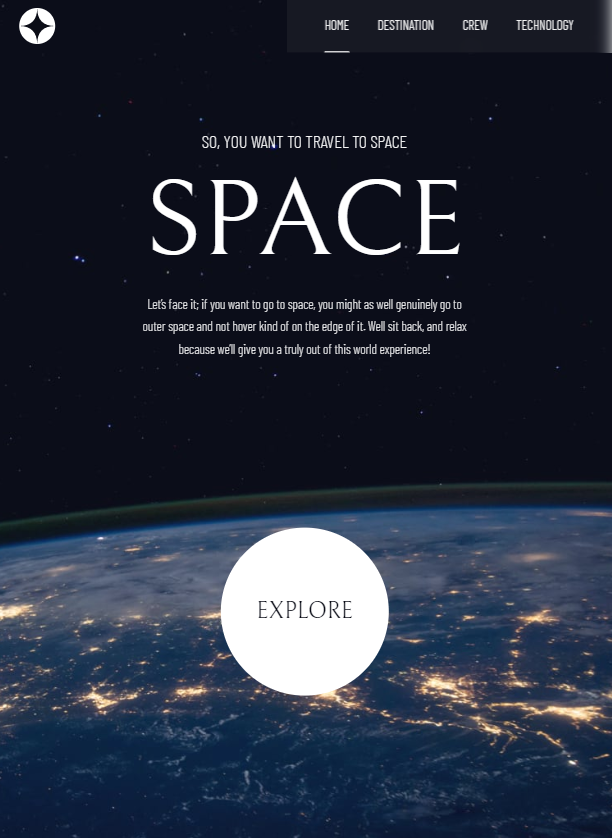 HOME DESTINATION CREW TECHNOLOGY
SO, YOU WANT TO TRAVEL TO SPACE
SPACE
Let's face it; if you want to go to space, you might as well genuinely go to
outer space and not hover kind of on the edge of it. Well sit back, and relax
because we'll give you a truly out of this world experience!
EXPLORE